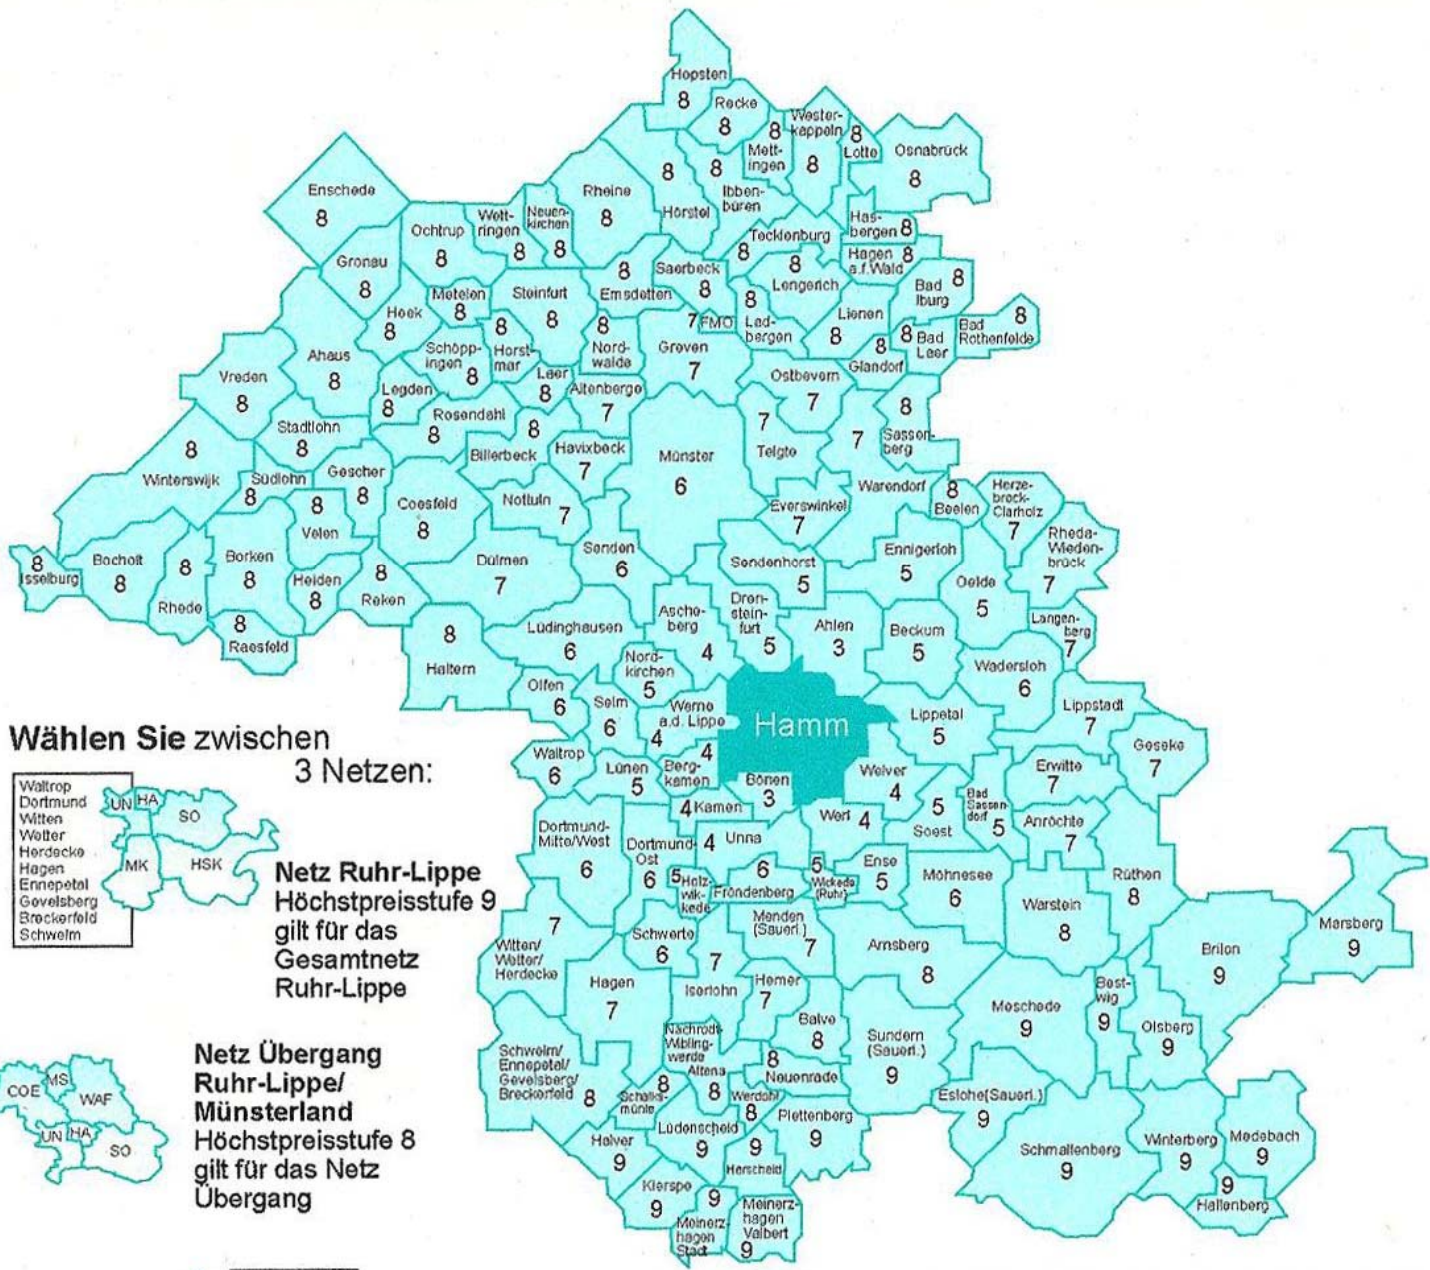 Hopsten
8
Recke
8
8
Mett-
ingen
Wester-
kappeln
8
8
Lotte
Osnabrück
8
Enschede
8
Rheine
8
8
Hörstel
8
Ibben-
büren
Ochtrup
8
Wett-
ringen
8
Neuen-
kirchen
8
Tecklenburg
8
Has-
bergen 8
Hagen 8
a.f.Wald
Gronau
8
Metelen
8
Steinfurt
8
8
Emsdetten
Saerbeck
8
8
Lengerich
Bad
Iburg
8
Heek
8
7 FMO
8
Lad-
bergen
Lienen
8
8 Bad
Laer
Bad
Rothenfelde
8
Ahaus
8
Schöpp-
ingen 8
8
Horst-
mar
8
Nord-
walde
Greven
7
8
Glandorf
Vreden
8
Legden
8
Laer
8
Altenberge
7
Ostbevern
7
8
Sassen-
berg
Stadtlohn
8
Rosendahl
8
8
Billerbeck
Havixbeck
7
Münster
6
7
Telgte
7
Warendorf
8
Winterswijk
Südlohn
8
Gescher
8
Coesfeld
8
Nottuln
7
Everswinkel
7
8
Beelen
Herze-
brock-
Clarholz
7
Rheda-
Wieden-
brück
7
8
Isselburg
Bocholt
8
8
Rhede
Borken
8
8
Velen
Heiden
8
8
Reken
Dülmen
7
Senden
6
Sendenhorst
5
Ennigerloh
5
Oelde
5
8
Raesfeld
8
Haltern
Lüdinghausen
6
Asche-
berg
4
Dren-
stein-
furt
5
Ahlen
3
Beckum
5
Langen-
berg
7
Olfen
6
Selm
6
Nord-
kirchen
5
Werne
a.d. Lippe
4
Hamm
Wadersloh
6
Lippetal
5
Lippstadt
7
Geseke
7
Wählen Sie zwischen
3 Netzen:
Waltrop
Dortmund
Witten
Wetter
Herdecke
Hagen
Ennepetal
Gevelsberg
Breckerfeld
Schwelm
UN HA
SO
MK
HSK
Netz Ruhr-Lippe
Höchstpreisstufe 9
gilt für das
Gesamtnetz
Ruhr-Lippe
Waltrop
6
Lünen
5
4
Berg-
kamen
Bönen
3
Welver
4
5
Soest
Bad
Sassen-
dorf
5
Erwitte
7
Anröchte
7
4 Kamen
Werl 4
Dortmund-
Mitte/West
6
Dortmund-
Ost
6
4
Unna
5
Holz-
wik-
kede
6
Fröndenberg
5
Wickede
(Ruhr)
Ense
5
Möhnesee
6
Rüthen
8
Warstein
8
7
Witten/
Wetter/
Herdecke
Schwerte
6
7
Iserlohn
Menden
(Sauerl.)
7
Arnsberg
8
Brilon
9
Marsberg
9
Hagen
7
Hemer
7
Balve
8
Sundern
(Sauerl.)
9
Meschede
9
Best-
wig
9
Olsberg
9
Netz Übergang
Ruhr-Lippe/
Münsterland
Höchstpreisstufe 8
gilt für das Netz
Übergang
COE
MS
WAF
UN
HA
SO
Schwelm/
Ennepetal/
Gevelsberg/
Breckerfeld 8
Nachrodt-
Wibling-
werde
8
Schalks-
mühle
Altena
8
8
Neuenrade
Werdohl
8
Plettenberg
9
Eslohe(Sauerl.)
9
Schmallenberg
9
Winterberg
9
Medebach
9
9
Hallenberg
Halver
9
Lüdenscheid
9
9
Herscheid
Kierspe
9
9
Meinerz-
hagen
Stadt
Meinerz-
hagen
Valbert
9